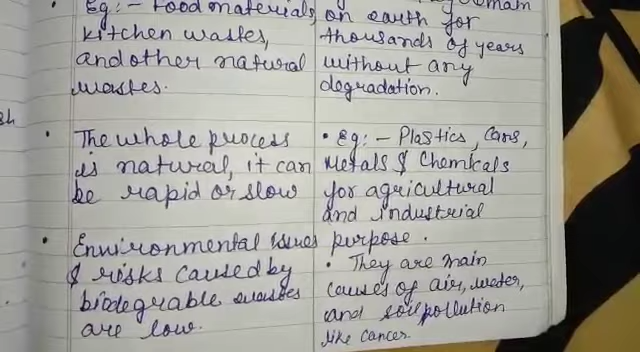 Eg:- Food materials,
kitchen wastes,
and other natural
wastes.
The whole process
is natural, it can
be rapid or slow
Environmental issues
& risks caused by
biodegrable wastes
are low.
on earth for
thousands of years
without any
degradation.
Eg:- Plastics, Cans,
Metals & Chemicals
for agricultural
and industrial
purpose.
They are main
causes of air, water,
and soil pollution
like cancer.